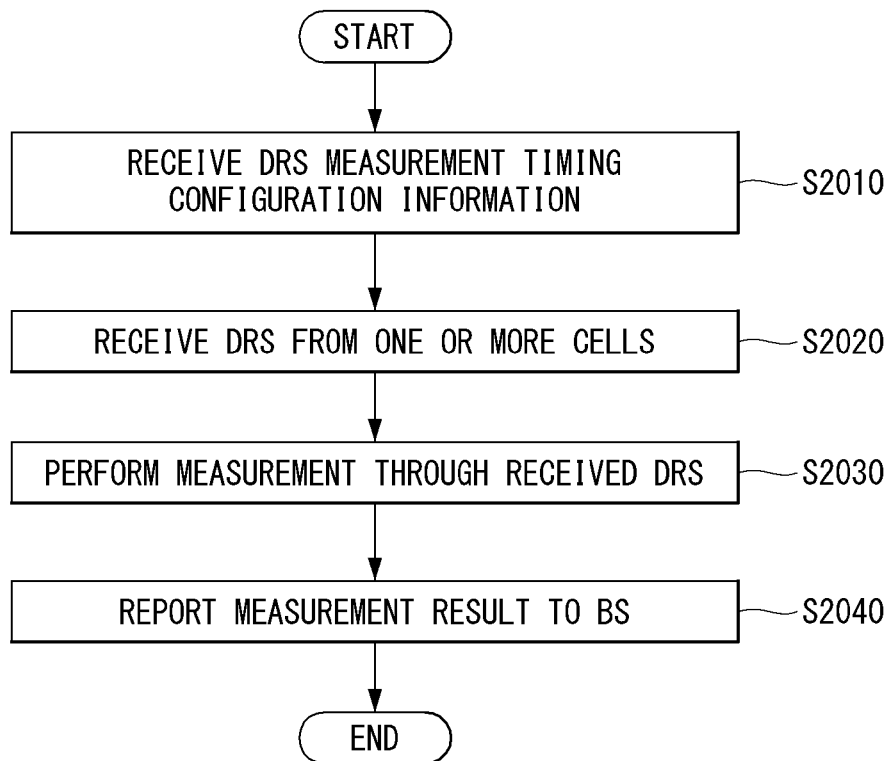 START
RECEIVE DRS MEASUREMENT TIMING
CONFIGURATION INFORMATION
S2010
RECEIVE DRS FROM ONE OR MORE CELLS
S2020
PERFORM MEASUREMENT THROUGH RECEIVED DRS
S2030
REPORT MEASUREMENT RESULT TO BS
S2040
END